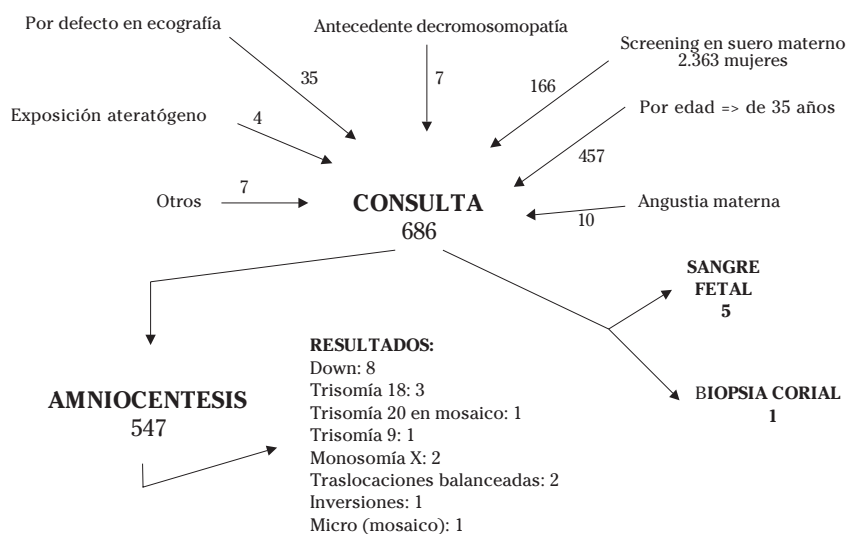 Por defecto en ecografía
Antecedente decromosomopatía
Screening en suero materno
2.363 mujeres
35
7
166
Exposición ateratógeno
4
Por edad => de 35 años
457
Otros
7
CONSULTA
686
10
Angustia materna
SANGRE
FETAL
5
RESULTADOS:
Down: 8
Trisomía 18: 3
Trisomía 20 en mosaico: 1
Trisomía 9: 1
Monosomía X: 2
Traslocaciones balanceadas: 2
Inversiones: 1
Micro (mosaico): 1
AMNIOCENTESIS
547
BIOPSIA CORIAL
1